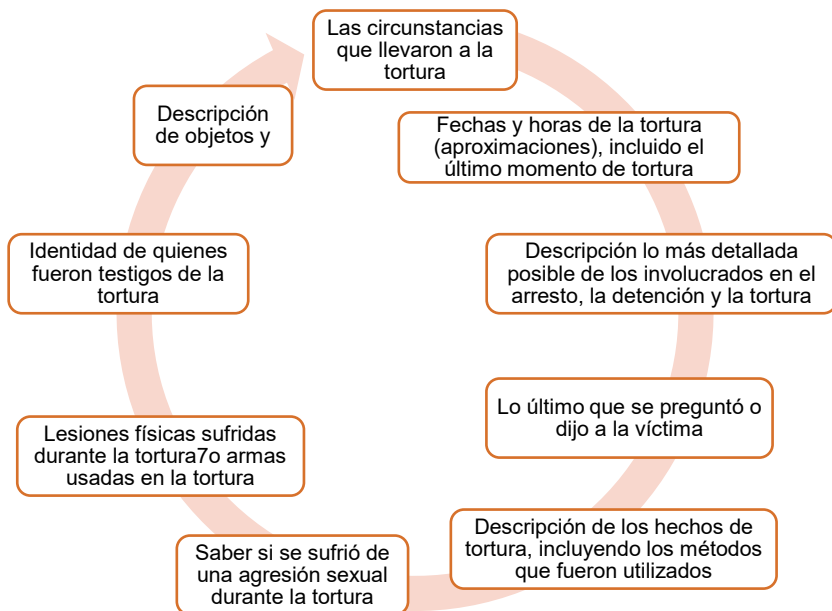 Las circunstancias
que llevaron a la
tortura
Fechas y horas de la tortura
(aproximaciones), incluido el
último momento de tortura
Descripción lo más detallada
posible de los involucrados en el
arresto, la detención y la tortura
Lo último que se preguntó o
dijo a la víctima
Descripción de los hechos de
tortura, incluyendo los métodos
que fueron utilizados
Saber si se sufrió de
una agresión sexual
durante la tortura
Lesiones físicas sufridas
durante la tortura7o armas
usadas en la tortura
Identidad de quienes
fueron testigos de la
tortura
Descripción
de objetos y